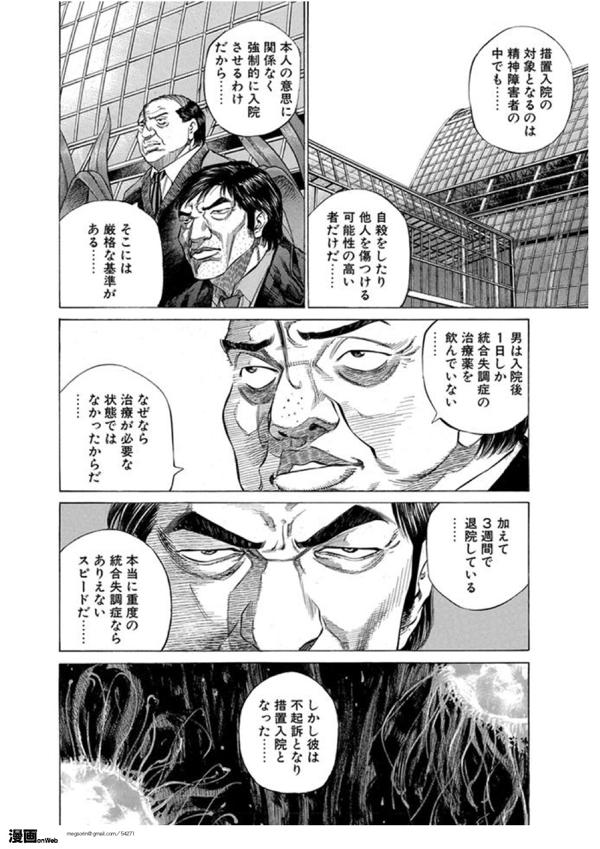 措置入院の
対象となるのは
精神障害者の
中でも……
自殺をしたり
他人を傷つける
可能性の高い
者だけだ……
本人の意思に
関係なく
強制的に入院
させるわけ
だから……
そこには
厳格な基準が
ある……
男は入院後
1日しか
統合失調症の
治療薬を
飲んでいない
……
なぜなら
治療が必要な
状態では
なかったからだ
……
加えて
3週間で
退院している
……
本当に重度の
統合失調症なら
ありえない
スピードだ……
しかし彼は
不起訴となり
措置入院と
なった……
漫画onWeb
megaorin@gmail.com/54271